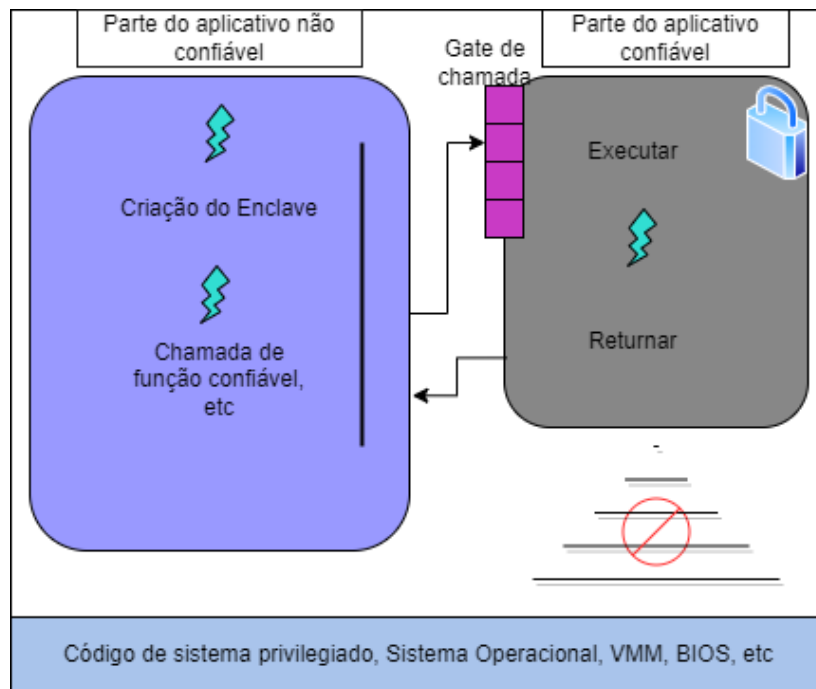 Parte do aplicativo não
confiável
Parte do aplicativo
confiável
Gate de
chamada
Criação do Enclave
Chamada de
função confiável,
etc
Executar
Returnar
Código de sistema privilegiado, Sistema Operacional, VMM, BIOS, etc